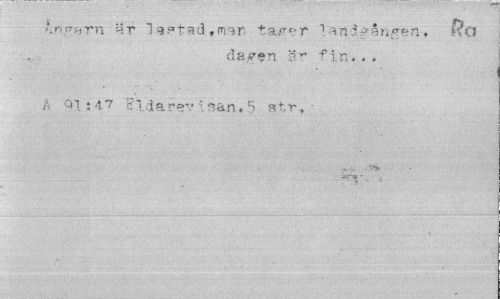 Ångarn är lastad,man tager landgången. Ra
dagen är fin...
A 91:47 Eldarevisan.5 str.